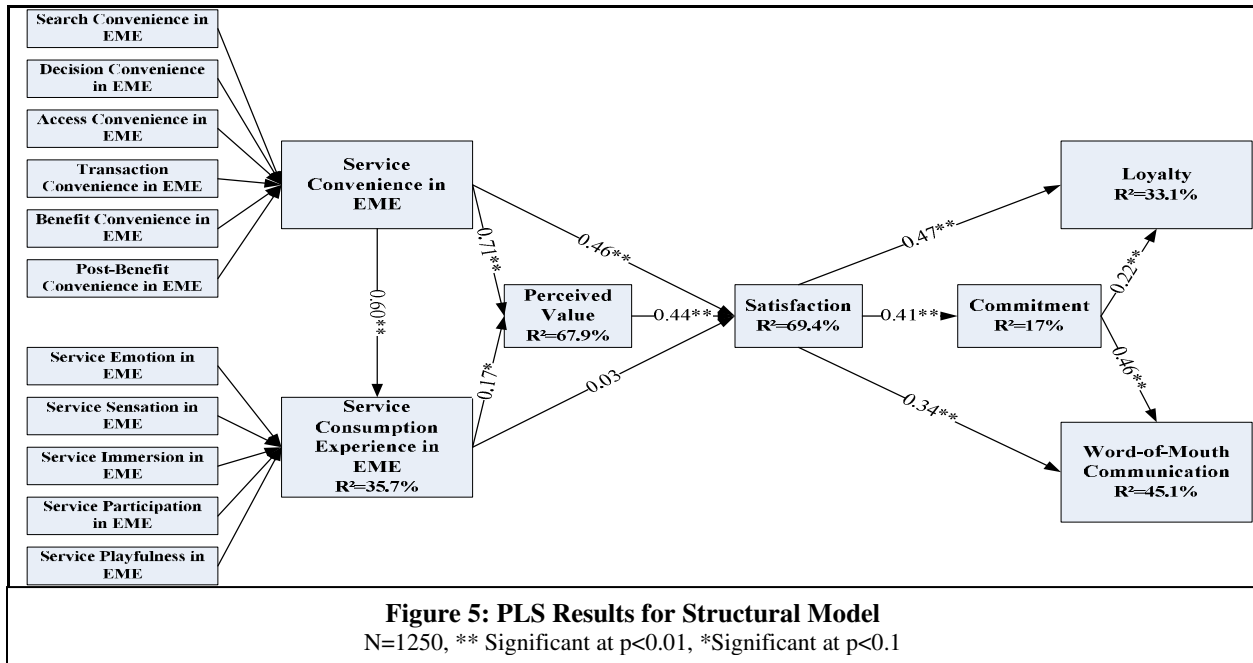 Search Convenience in
EME
Decision Convenience
in EME
Access Convenience in
EME
Transaction
Convenience in EME
Benefit Convenience in
EME
Post-Benefit
Convenience in EME
Service Emotion in
EME
Service Sensation in
EME
Service Immersion in
EME
Service Participation
in EME
Service Playfulness in
EME
Service
Convenience in
EME
0.60**
Service
Consumption
Experience in
EME
R²=35.7%
0.71**
0.17*
0.46**
Perceived
Value
R²=67.9%
0.44**
0.03
Satisfaction
R²=69.4%
0.47**
0.41**
0.34**
Commitment
R²=17%
0.22**
0.46**
Loyalty
R²=33.1%
Word-of-Mouth
Communication
R²=45.1%
Figure 5: PLS Results for Structural Model
N=1250, ** Significant at p<0.01, *Significant at p<0.1